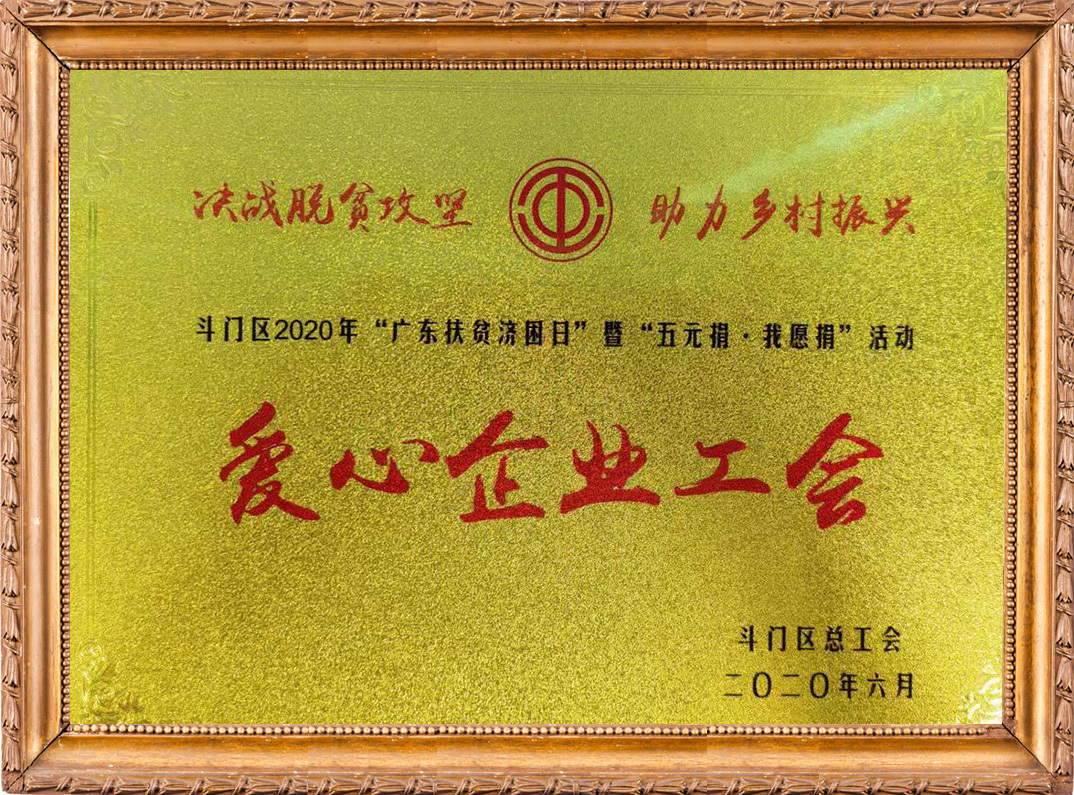 决战脱贫攻坚 助力乡村振兴
斗门区2020年“广东扶贫济困日”暨“五元捐·我愿捐”活动
爱心企业工会
斗门区总工会
二〇二〇年六月